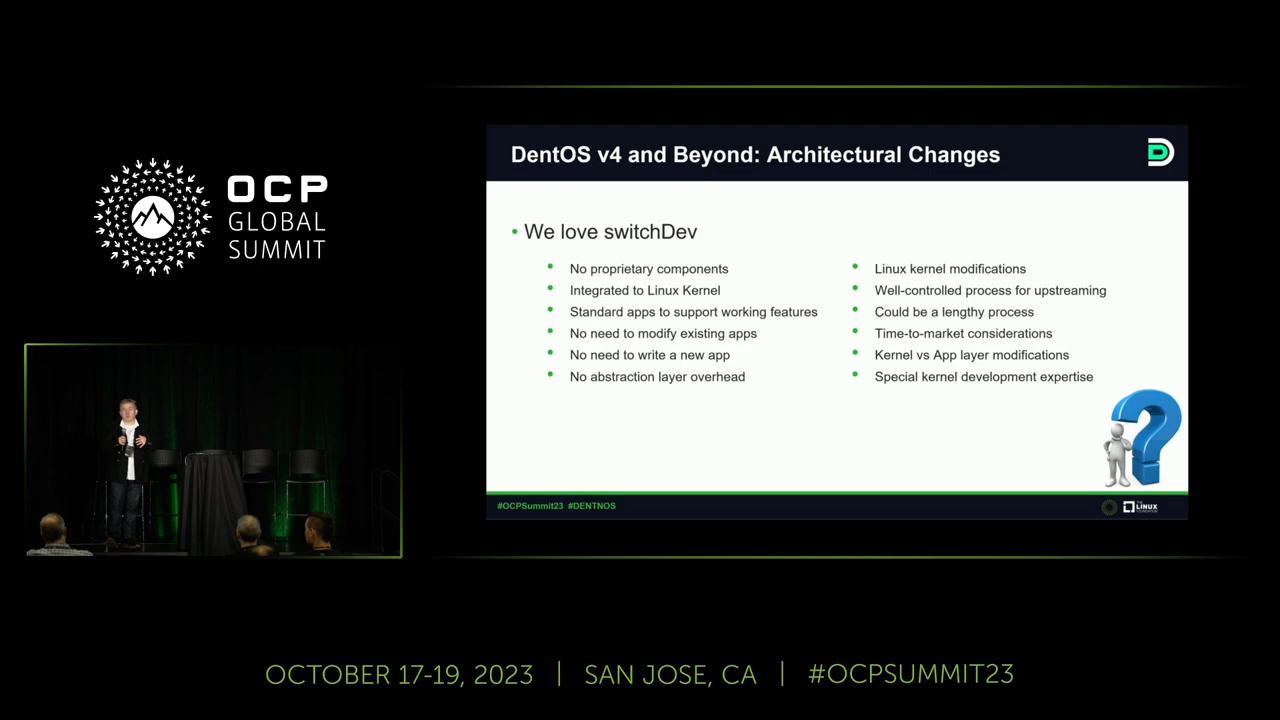 OCP
GLOBAL
SUMMIT
DentOS v4 and Beyond: Architectural Changes
• We love switchDev
• No proprietary components
• Integrated to Linux Kernel
• Standard apps to support working features
• No need to modify existing apps
• No need to write a new app
• No abstraction layer overhead
• Linux kernel modifications
• Well-controlled process for upstreaming
• Could be a lengthy process
• Time-to-market considerations
• Kernel vs App layer modifications
• Special kernel development expertise
?
#OCPSummit23 #DENTNOS
THE
LINUX
FOUNDATION
OCTOBER 17-19, 2023 | SAN JOSE, CA | #OCPSUMMIT23